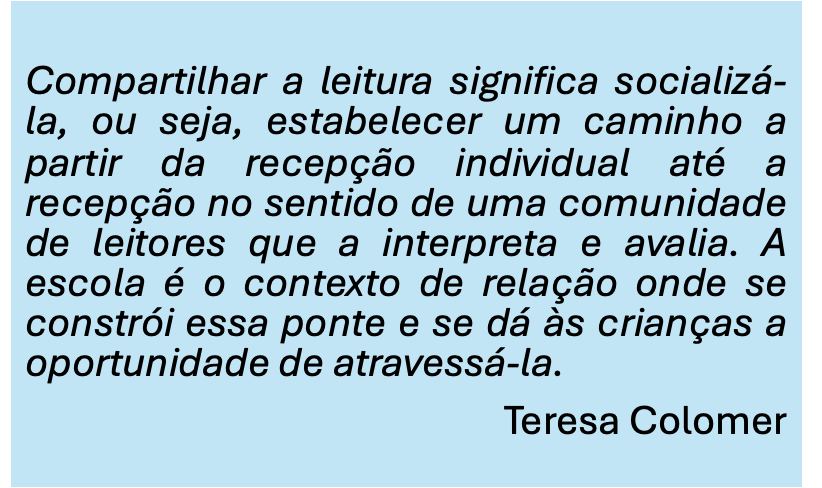 Compartilhar a leitura significa socializá-
la, ou seja, estabelecer um caminho a
partir da recepção individual até a
recepção no sentido de uma comunidade
de leitores que a interpreta e avalia. A
escola é o contexto de relação onde se
constrói essa ponte e se dá às crianças a
oportunidade de atravessá-la.
Teresa Colomer